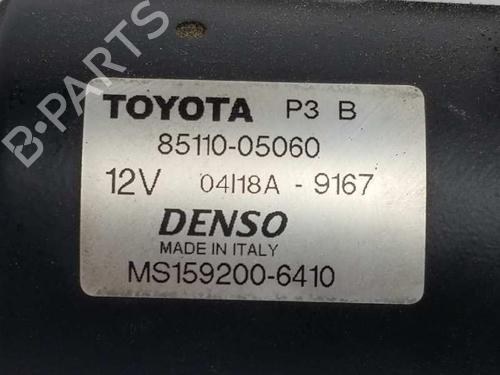 TOYOTA P3 B
85110-05060
12V 04I18A - 9167
DENSO
MADE IN ITALY
MS159200-6410
B-PARTS